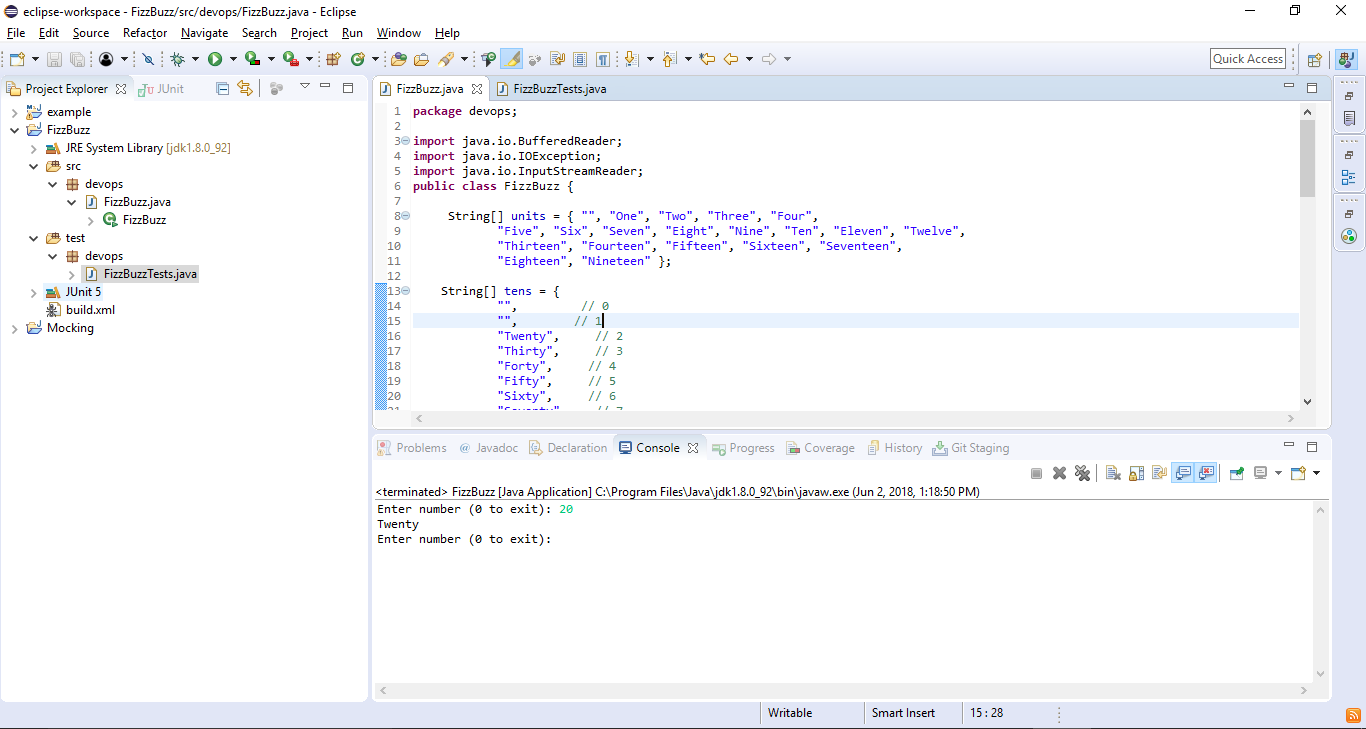 eclipse-workspace - FizzBuzz/src/devops/FizzBuzz.java - Eclipse
File Edit Source Refactor Navigate Search Project Run Window Help
Quick Access
Project Explorer JUnit
example
FizzBuzz
JRE System Library [jdk1.8.0_92]
src
devops
FizzBuzz.java
FizzBuzz
test
devops
FizzBuzzTests.java
JUnit 5
build.xml
Mocking
FizzBuzz.java FizzBuzzTests.java
1 package devops;
2
3 import java.io.BufferedReader;
4 import java.io.IOException;
5 import java.io.InputStreamReader;
6 public class FizzBuzz {
7
8 String[] units = { "", "One", "Two", "Three", "Four",
9 "Five", "Six", "Seven", "Eight", "Nine", "Ten", "Eleven", "Twelve",
10 "Thirteen", "Fourteen", "Fifteen", "Sixteen", "Seventeen",
11 "Eighteen", "Nineteen" };
12
13 String[] tens = {
14 "", // 0
15 "", // 1
16 "Twenty", // 2
17 "Thirty", // 3
18 "Forty", // 4
19 "Fifty", // 5
20 "Sixty", // 6
21 "Seventy" // 7
Problems @ Javadoc Declaration Console Progress Coverage History Git Staging
<terminated> FizzBuzz [Java Application] C:\Program Files\Java\jdk1.8.0_92\bin\javaw.exe (Jun 2, 2018, 1:18:50 PM)
Enter number (0 to exit): 20
Twenty
Enter number (0 to exit):
Writable Smart Insert 15 : 28